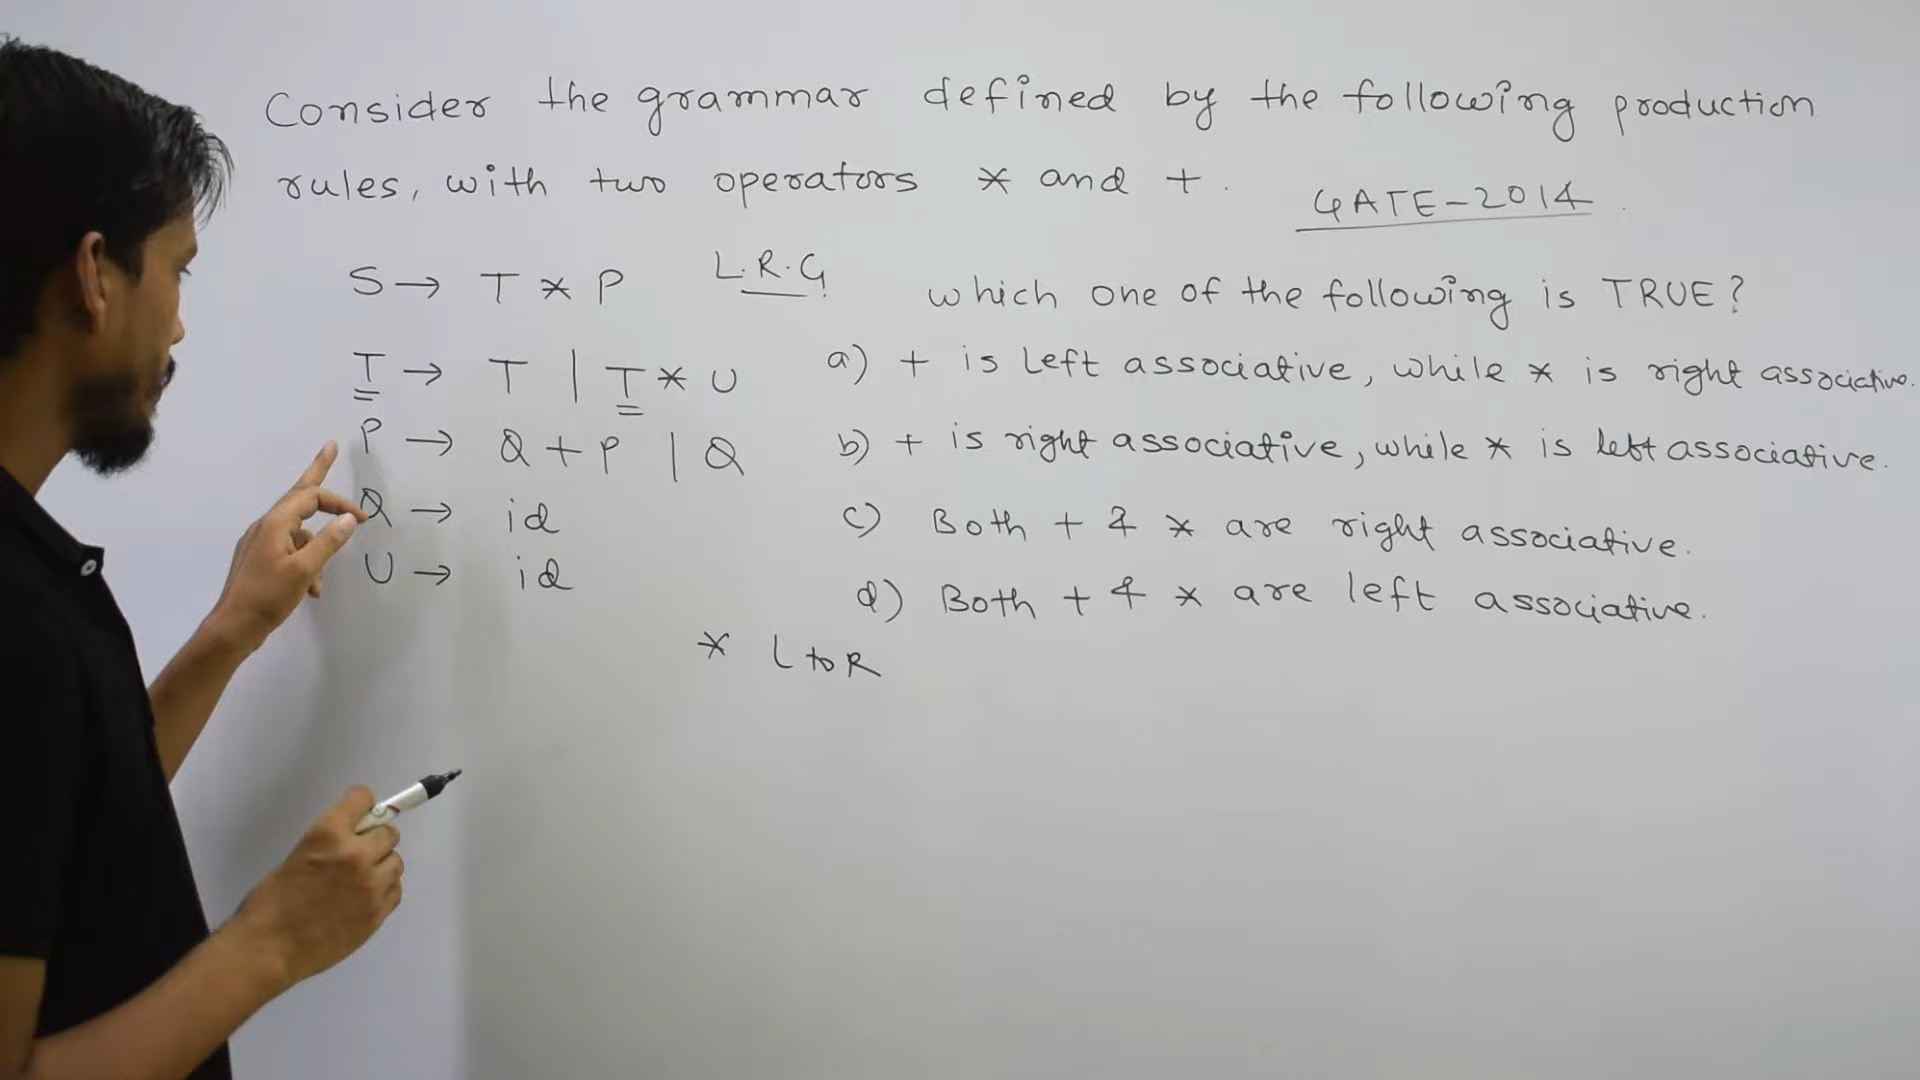 Consider the grammar defined by the following production
rules, with two operators * and +.
GATE-2014
S → T * P
L.R.G
T → T | T * U
P → Q + P | Q
Q → id
U → id
which one of the following is TRUE?
a) + is left associative, while * is right associative.
b) + is right associative, while * is left associative.
c) Both + & * are right associative.
d) Both + & * are left associative.
* L to R